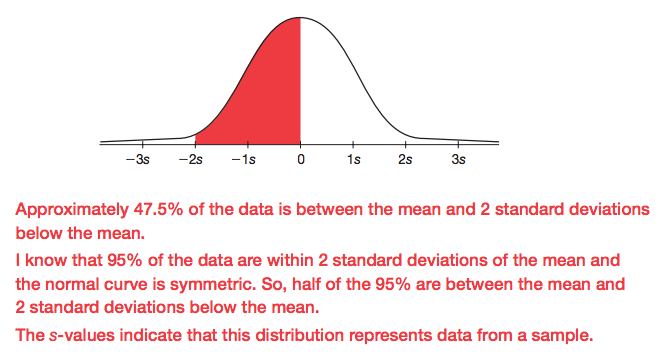 −3s −2s −1s 0 1s 2s 3s
Approximately 47.5% of the data is between the mean and 2 standard deviations
below the mean.
I know that 95% of the data are within 2 standard deviations of the mean and
the normal curve is symmetric. So, half of the 95% are between the mean and
2 standard deviations below the mean.
The s-values indicate that this distribution represents data from a sample.